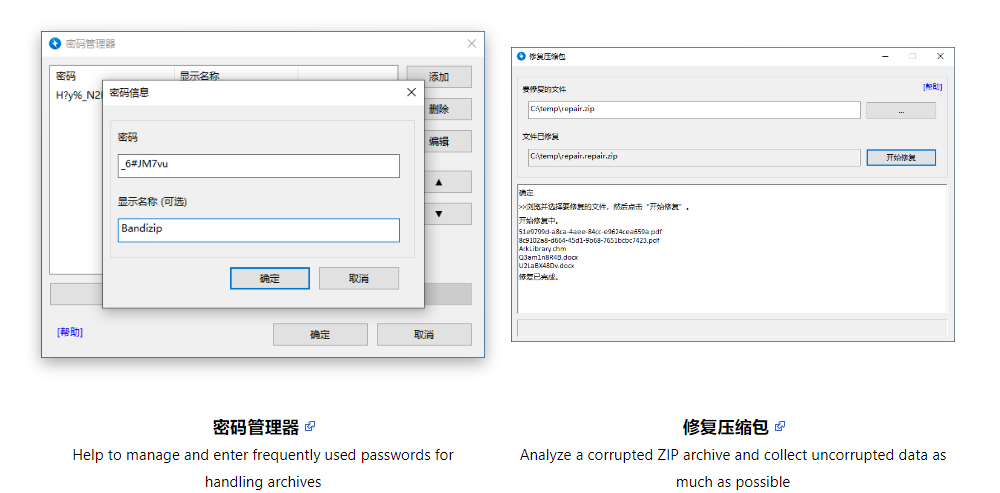 密码管理器
密码
显示名称
添加
H?y%_N2
删除
编辑
▲
▼
密码信息
密码
_6#JM7vu
显示名称 (可选)
Bandizip
确定
取消
[帮助]
确定
取消
修复压缩包
要修复的文件
[帮助]
C:\temp\repair.zip
...
文件已修复
C:\temp\repair.repair.zip
开始修复
确定
>>浏览并选择要修复的文件，然后点击“开始修复”。
开始修复中。
51e9799d-a8ca-4aee-84cc-e9624cea659a.pdf
8c9102a8-d664-45d1-9b68-7651bcbc7423.pdf
ArkLibrary.chm
Q3am1nBR4B.docx
U2LaBX48Dv.docx
修复已完成。
密码管理器
Help to manage and enter frequently used passwords for
handling archives
修复压缩包
Analyze a corrupted ZIP archive and collect uncorrupted data as
much as possible